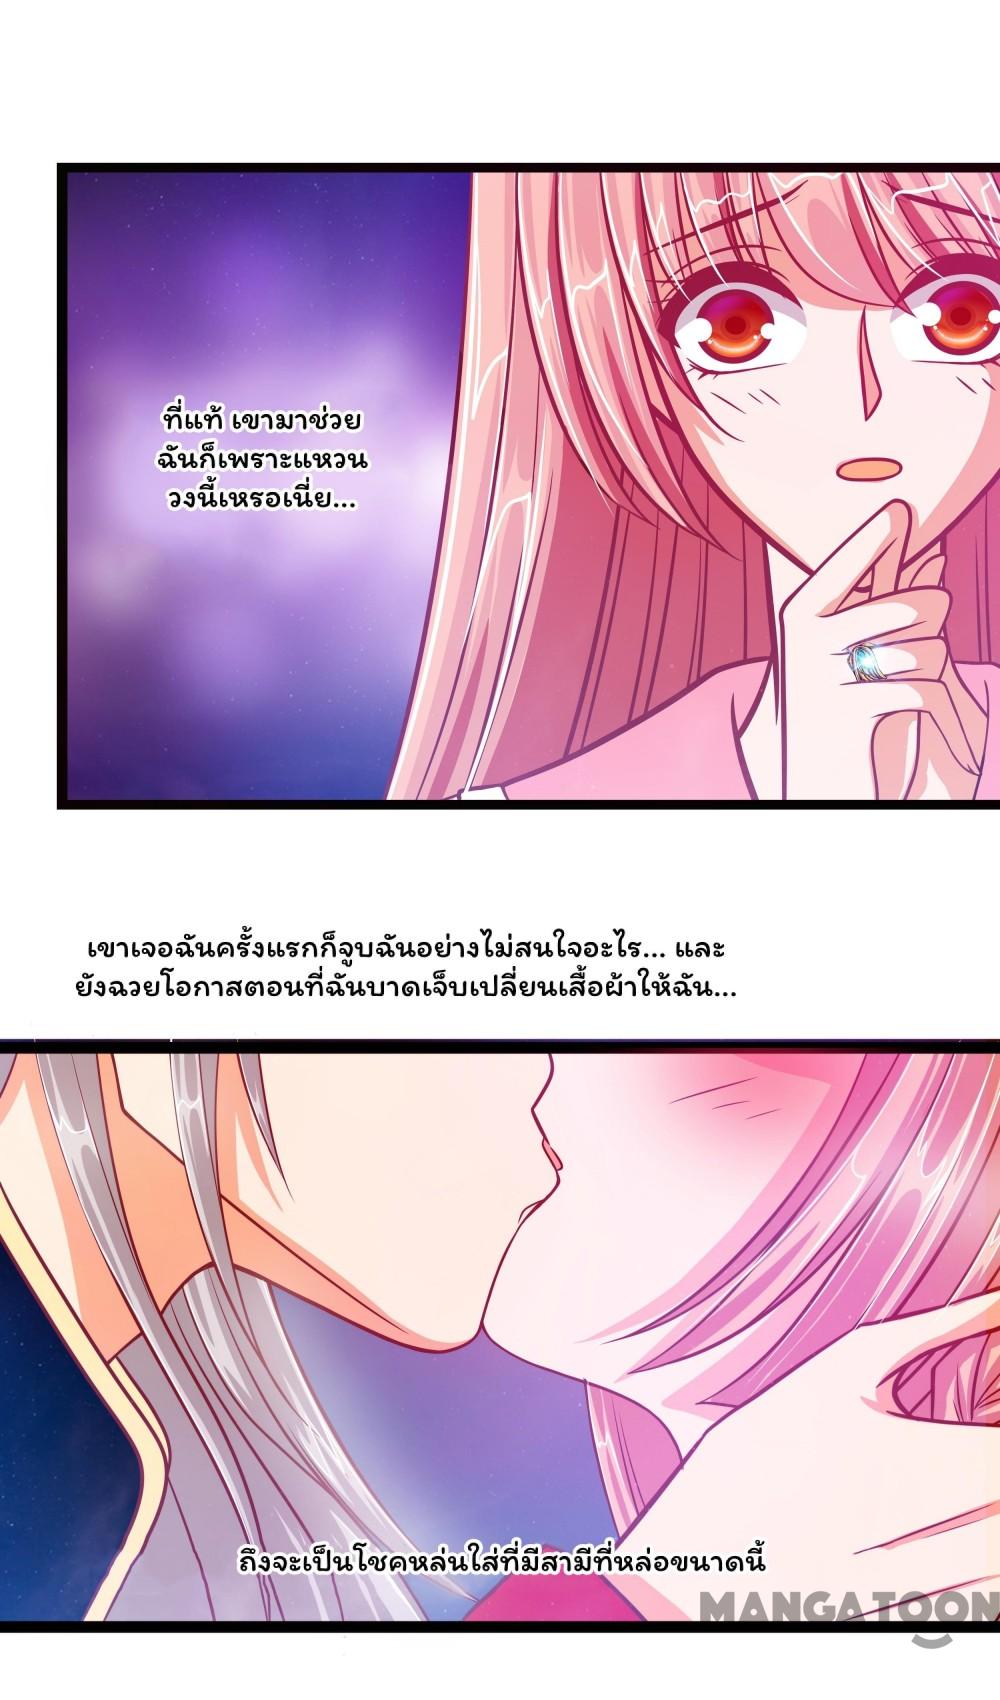 ที่แท้ เขามาช่วย
ฉันก็เพราะแหวน
วงนี้เหรอเนี่ย...
เขาเจอฉันครั้งแรกก็จูบฉันอย่างไม่สนใจอะไร... และ
ยังฉวยโอกาสตอนที่ฉันบาดเจ็บเปลี่ยนเสื้อผ้าให้ฉัน...
ถึงจะเป็นโชคหล่นใส่ที่มีสามีที่หล่อขนาดนี้
MANGATOON